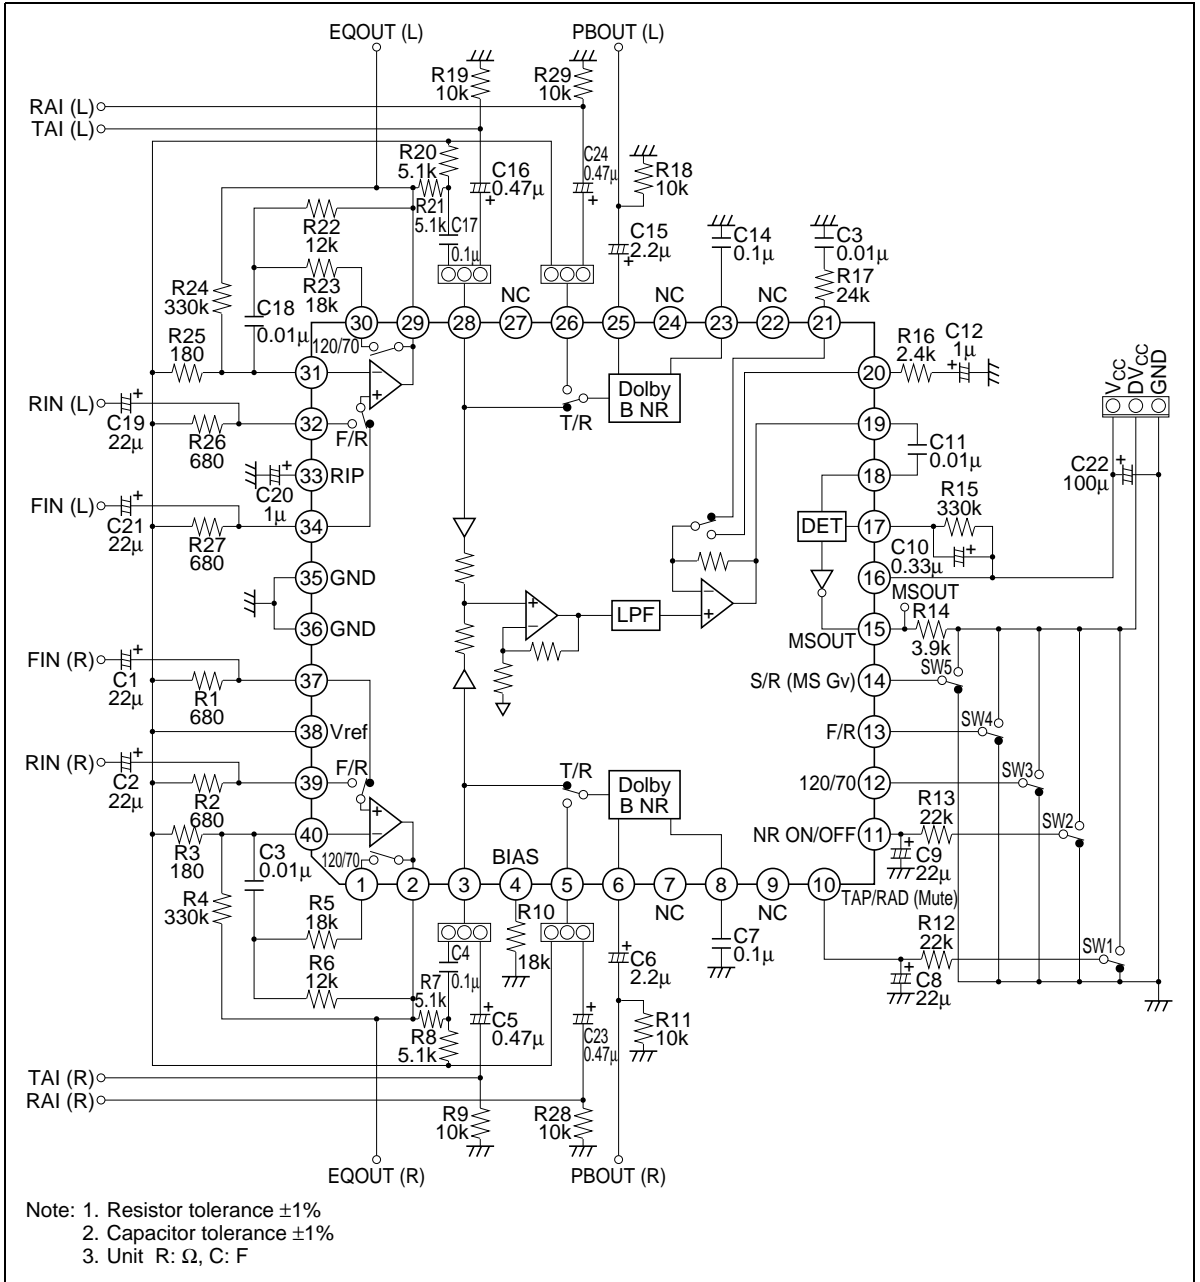 EQOUT (L)
PBOUT (L)
R19
10k
R29
10k
RAI (L)
TAI (L)
R20
5.1k
C16
0.47μ
C24
0.47μ
R18
10k
R21
5.1k
C17
0.1μ
R22
12k
C15
2.2μ
C14
0.1μ
C3
0.01μ
R23
18k
R17
24k
R24
330k
C18
0.01μ
NC
NC
NC
30
29
28
27
26
25
24
23
22
21
R25
180
120/70
R16
2.4k
C12
1μ
31
Dolby
B NR
20
VCC
DVCC
GND
RIN (L)
C19
22μ
R26
680
32
F/R
T/R
19
C11
0.01μ
33
RIP
C20
1μ
18
C22
100μ
FIN (L)
C21
22μ
R27
680
34
DET
17
R15
330k
C10
0.33μ
35
GND
16
MSOUT
36
GND
LPF
15
R14
3.9k
MSOUT
FIN (R)
C1
22μ
R1
680
37
S/R (MS Gv)
14
SW5
38
Vref
F/R
13
SW4
RIN (R)
C2
22μ
R2
680
39
F/R
T/R
Dolby
B NR
120/70
12
SW3
R3
180
40
NR ON/OFF
11
R13
22k
SW2
C9
22μ
C3
0.01μ
120/70
BIAS
1
2
3
4
5
6
7
8
9
10
NC
NC
TAP/RAD (Mute)
R4
330k
R5
18k
R10
18k
R12
22k
SW1
C8
22μ
R6
12k
C4
0.1μ
C6
2.2μ
C7
0.1μ
R7
5.1k
C5
0.47μ
C23
0.47μ
R11
10k
R8
5.1k
TAI (R)
RAI (R)
R9
10k
R28
10k
EQOUT (R)
PBOUT (R)
Note: 1. Resistor tolerance ±1%
2. Capacitor tolerance ±1%
3. Unit R: Ω, C: F